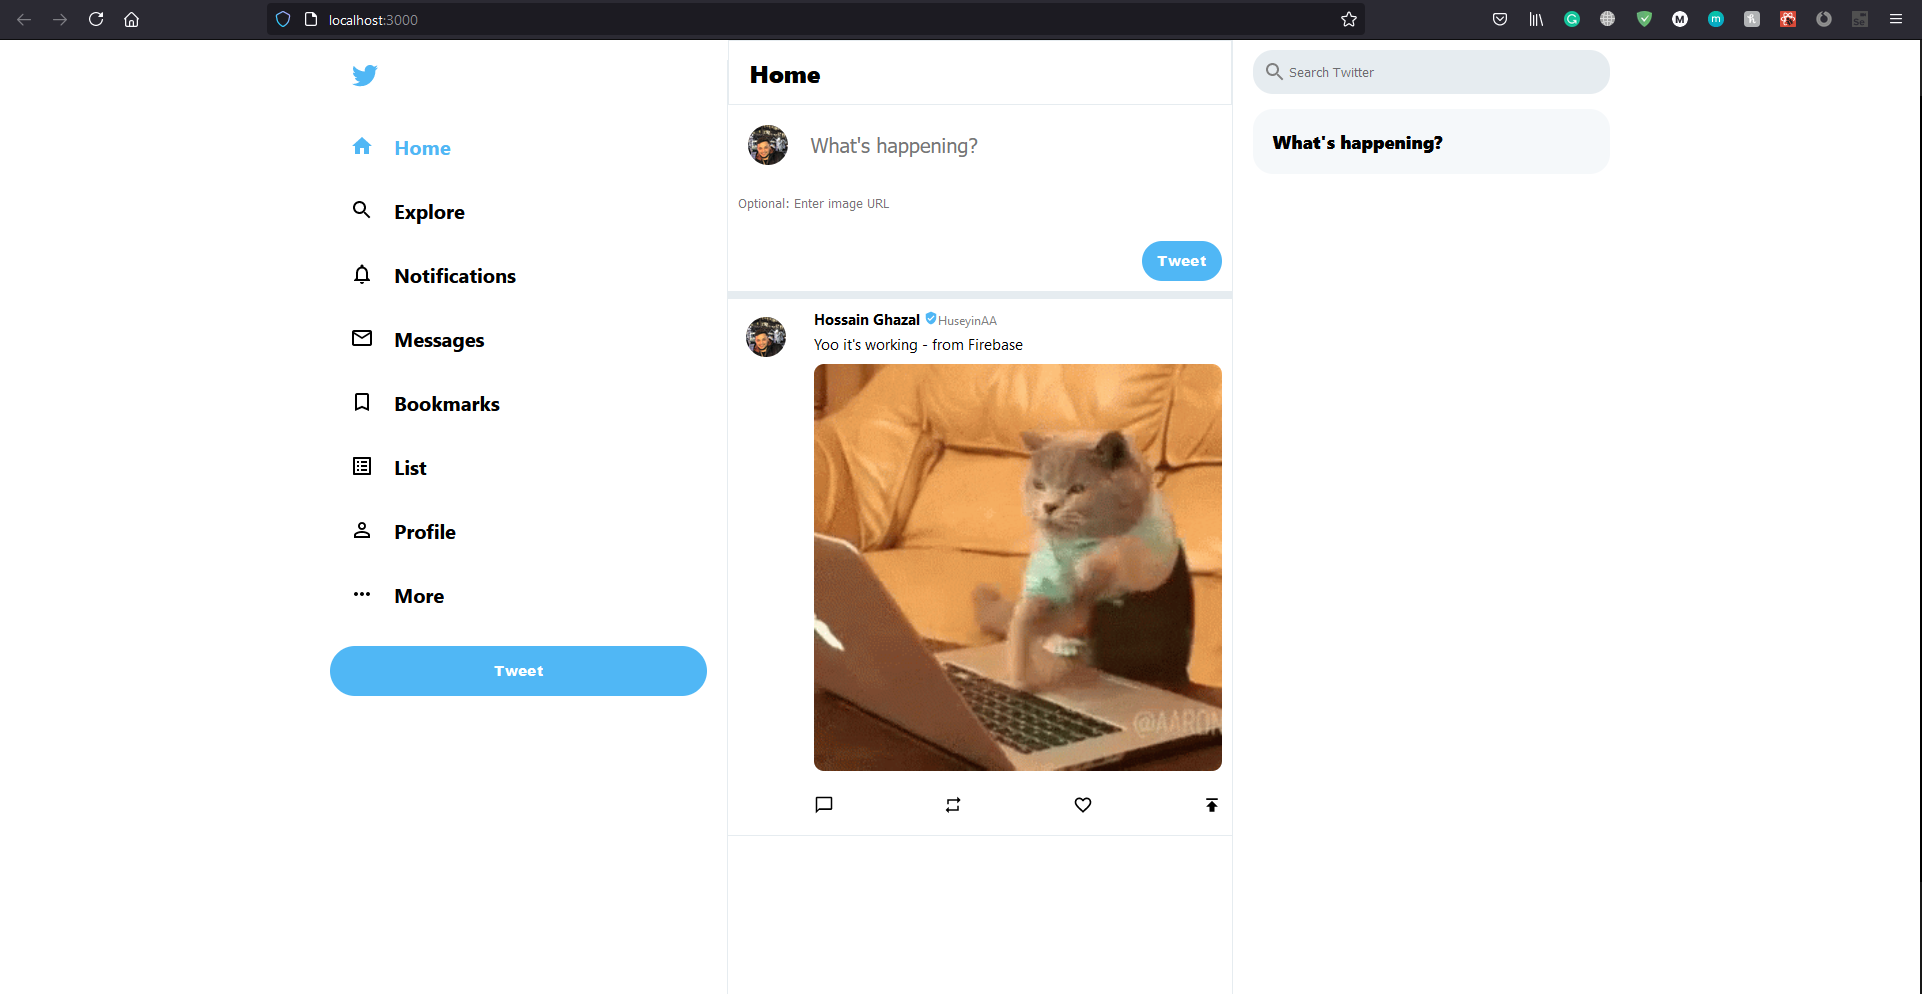 localhost:3000
Home
Explore
Notifications
Messages
Bookmarks
List
Profile
More
Tweet
Home
What's happening?
Optional: Enter image URL
Tweet
Hossain Ghazal HuseyinAA
Yoo it's working - from Firebase
Search Twitter
What's happening?